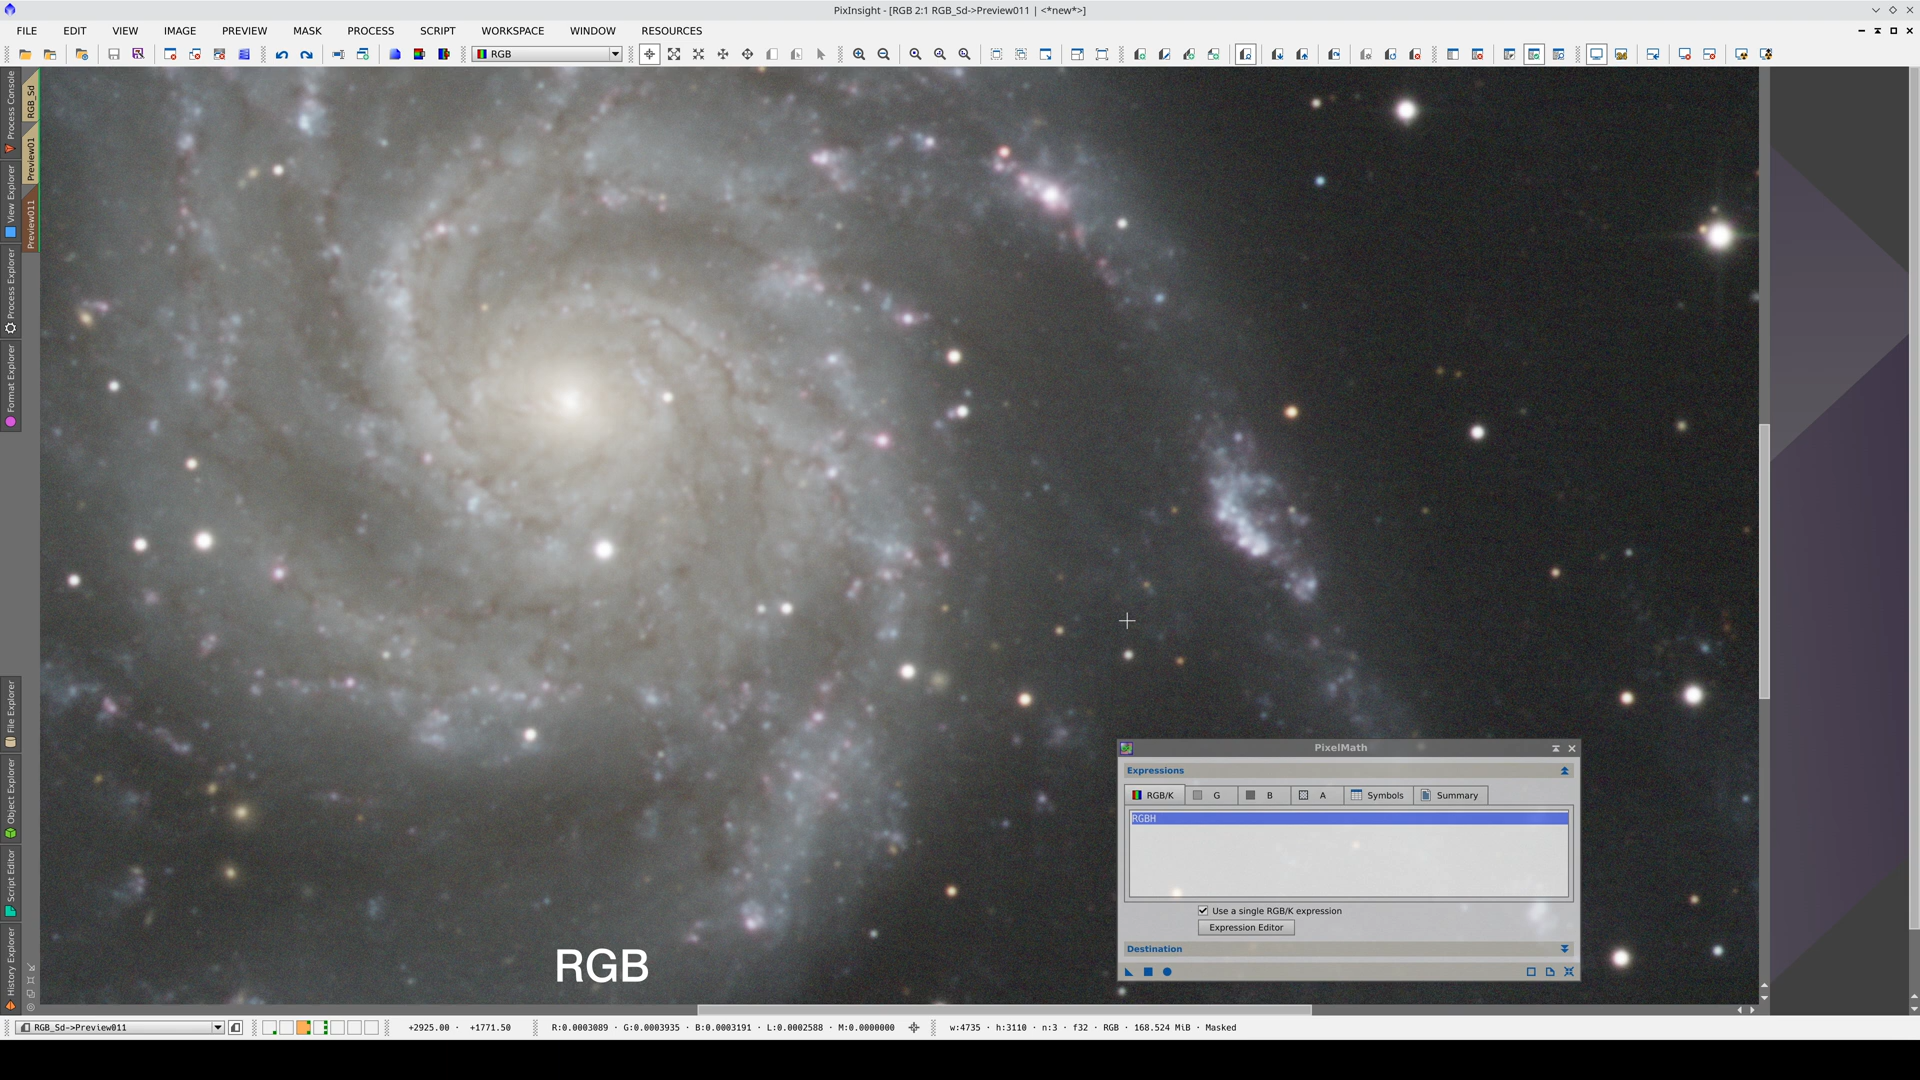 PixInsight - [RGB 2:1 RGB_Sd->Preview011 | <*new*>]
FILE EDIT VIEW IMAGE PREVIEW MASK PROCESS SCRIPT WORKSPACE WINDOW RESOURCES
RGB
Process Console
View Explorer
Process Explorer
Format Explorer
File Explorer
Object Explorer
Script Editor
History Explorer
RGB_Sd
Preview01
Preview011
PixelMath
Expressions
RGB/K G B A Symbols Summary
RGBH
Use a single RGB/K expression
Expression Editor
Destination
RGB
RGB_Sd->Preview011
+2925.00 · +1771.50 R:0.0003089 · G:0.0003935 · B:0.0003191 · L:0.0002588 · M:0.0000000 w:4735 · h:3110 · n:3 · f32 · RGB · 168.524 MiB · Masked